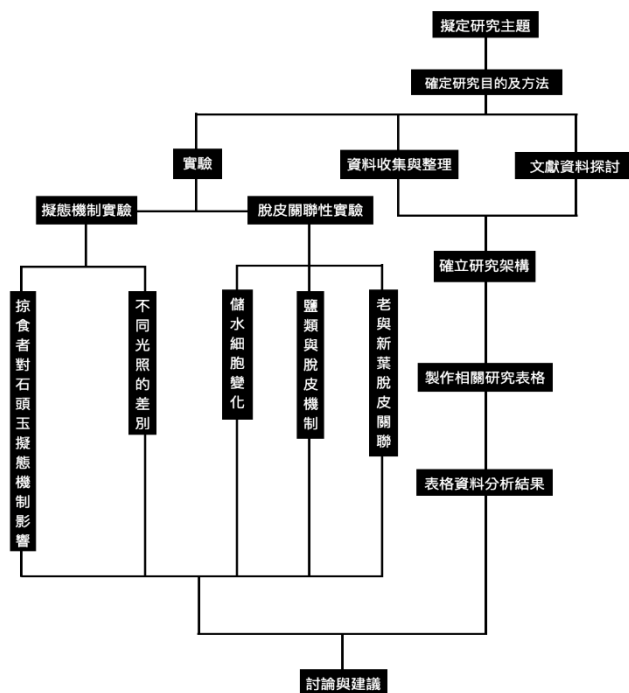 擬定研究主題
確定研究目的及方法
實驗
資料收集與整理
文獻資料探討
擬態機制實驗
脫皮關聯性實驗
確立研究架構
掠食者對石頭玉擬態機制影響
不同光照的差別
儲水細胞變化
鹽類與脫皮機制
老與新葉脫皮關聯
製作相關研究表格
表格資料分析結果
討論與建議